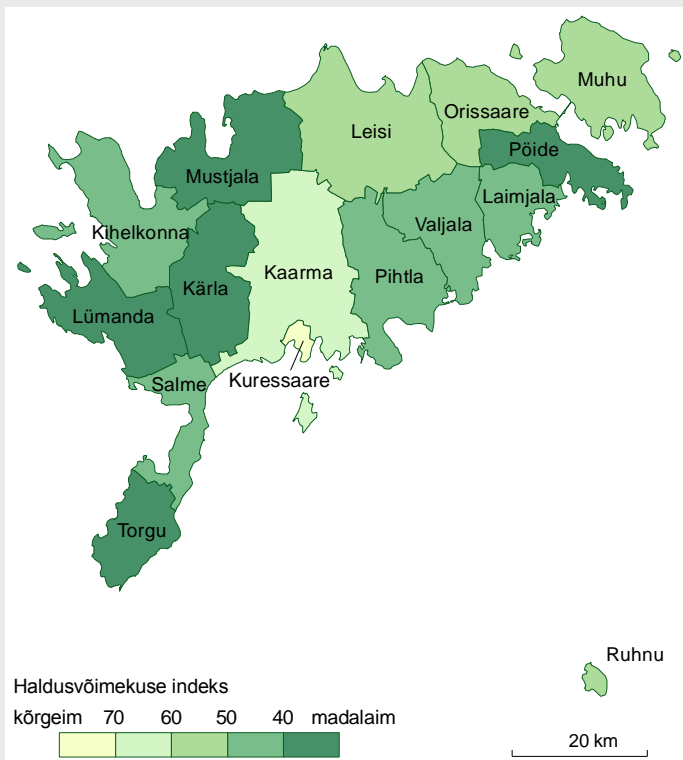 Muhu
Orissaare
Leisi
Pöide
Mustjala
Laimjala
Valjala
Kihelkonna
Kaarma
Pihtla
Kärla
Lümanda
Kuressaare
Salme
Torgu
Ruhnu
Haldusvõimekuse indeks
kõrgeim 70 60 50 40 madalaim
20 km